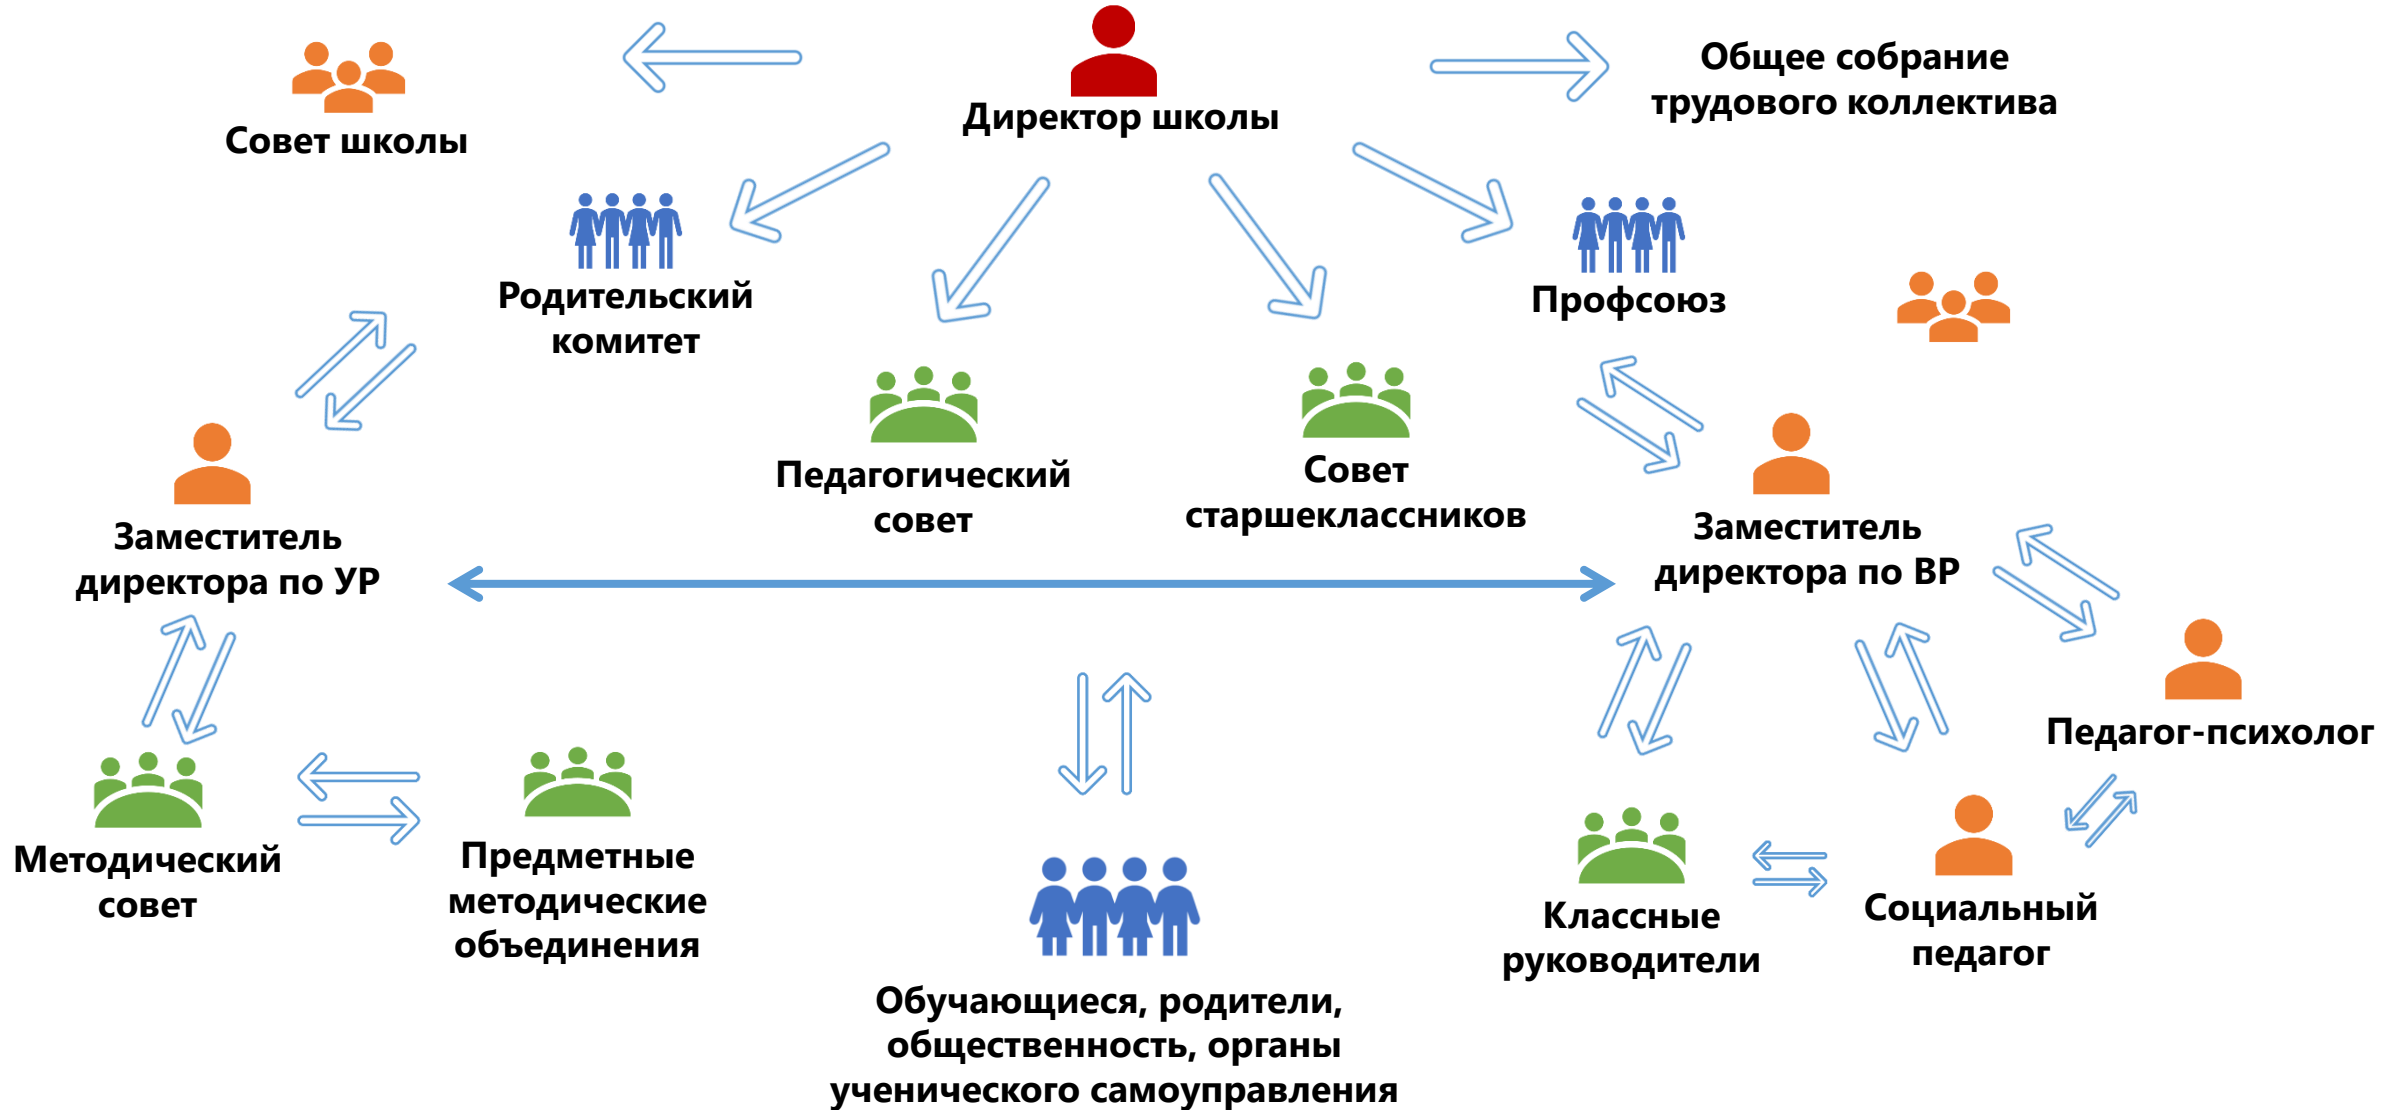 Директор школы
Общее собрание
трудового коллектива
Совет школы
Родительский
комитет
Профсоюз
Педагогический
совет
Совет
старшеклассников
Заместитель
директора по УР
Заместитель
директора по ВР
Педагог-психолог
Методический
совет
Предметные
методические
объединения
Классные
руководители
Социальный
педагог
Обучающиеся, родители,
общественность, органы
ученического самоуправления